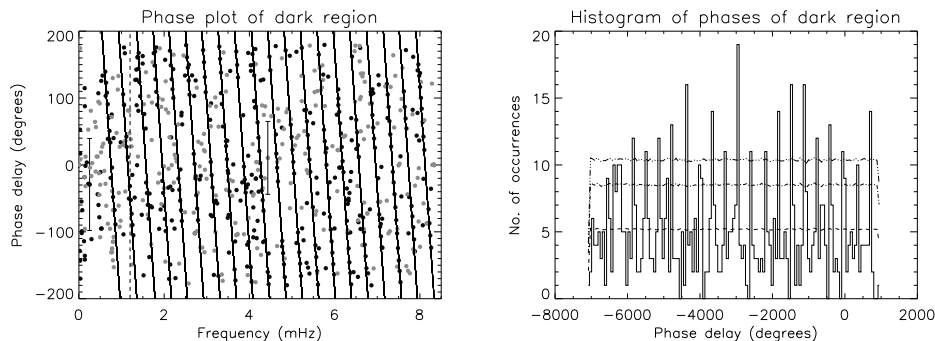 Phase plot of dark region
200
100
0
−100
−200
Phase delay (degrees)
0 2 4 6 8
Frequency (mHz)
Histogram of phases of dark region
20
15
10
5
0
No. of occurrences
−8000 −6000 −4000 −2000 0 2000
Phase delay (degrees)